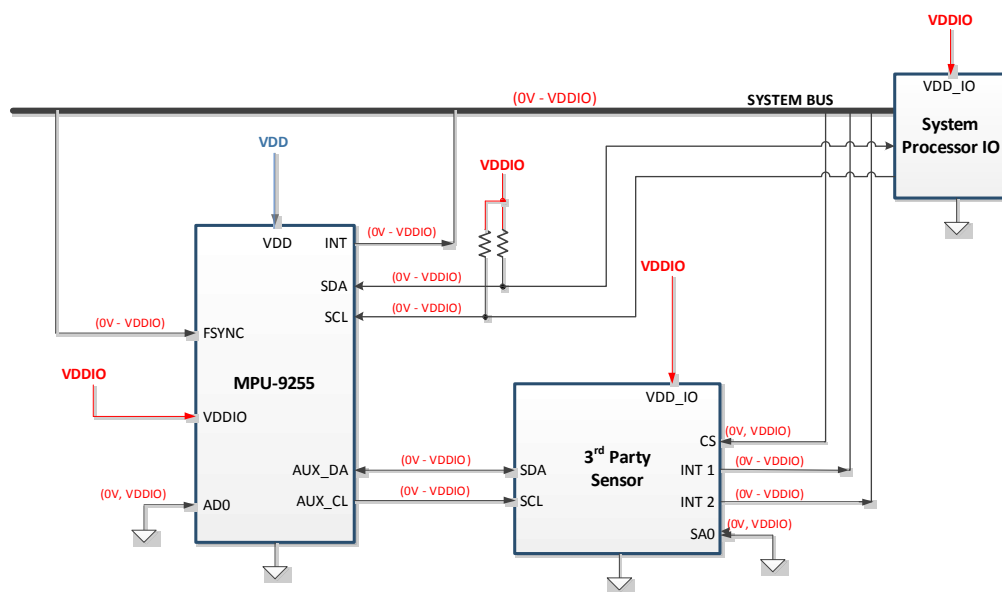 VDDIO
VDD_IO
(0V - VDDIO)
SYSTEM BUS
System
Processor IO
VDD
VDDIO
VDD
INT
(0V - VDDIO)
SDA
(0V - VDDIO)
VDDIO
SCL
(0V - VDDIO)
(0V - VDDIO)
FSYNC
MPU-9255
VDDIO
VDDIO
VDD_IO
CS
(0V, VDDIO)
3rd Party
Sensor
AUX_DA
(0V - VDDIO)
SDA
INT 1
(0V - VDDIO)
AUX_CL
(0V - VDDIO)
SCL
INT 2
(0V - VDDIO)
(0V, VDDIO)
AD0
SA0
(0V, VDDIO)